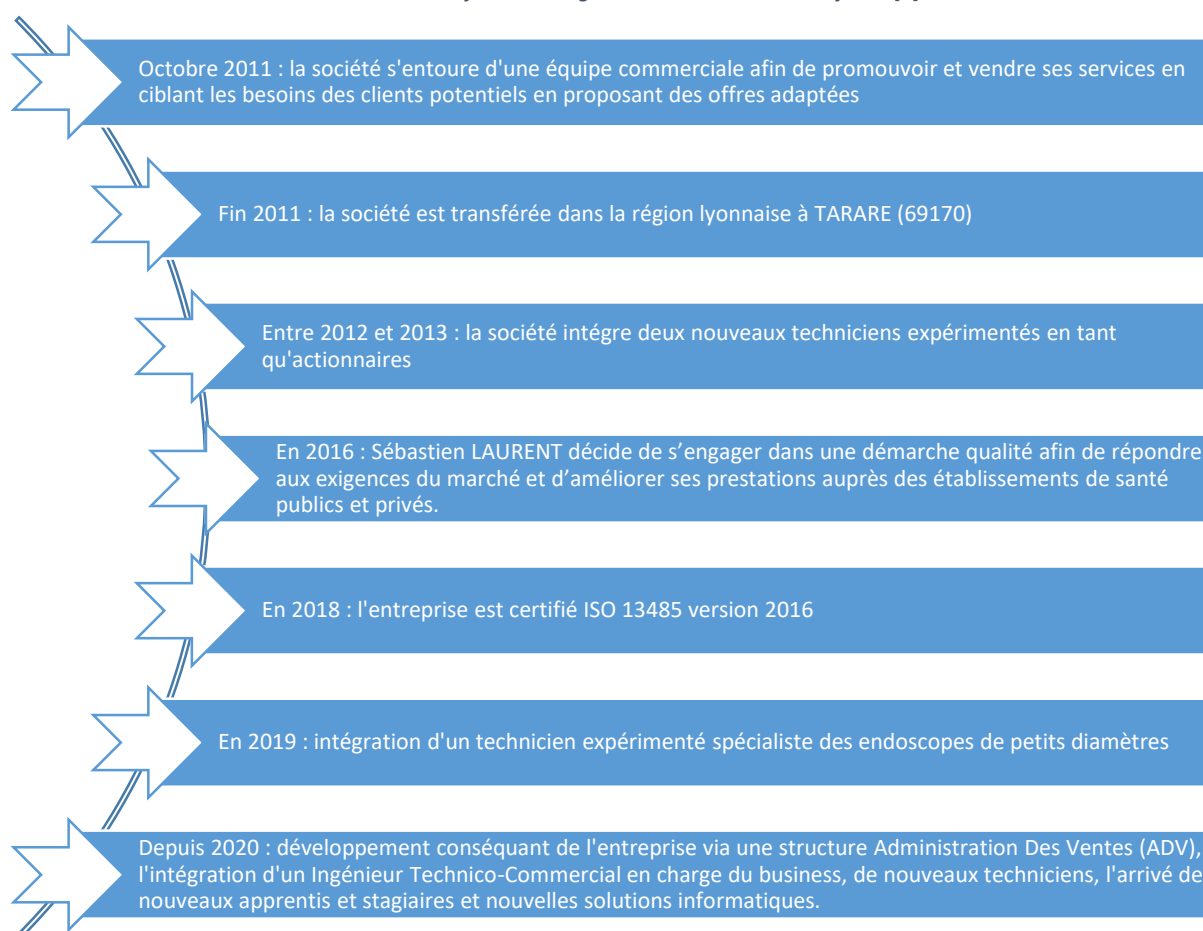 Octobre 2011 : la société s'entoure d'une équipe commerciale afin de promouvoir et vendre ses services en
ciblant les besoins des clients potentiels en proposant des offres adaptées
Fin 2011 : la société est transférée dans la région lyonnaise à TARARE (69170)
Entre 2012 et 2013 : la société intégre deux nouveaux techniciens expérimentés en tant
qu'actionnaires
En 2016 : Sébastien LAURENT décide de s’engager dans une démarche qualité afin de répondre
aux exigences du marché et d’améliorer ses prestations auprès des établissements de santé
publics et privés.
En 2018 : l'entreprise est certifié ISO 13485 version 2016
En 2019 : intégration d'un technicien expérimenté spécialiste des endoscopes de petits diamètres
Depuis 2020 : développement conséquant de l'entreprise via une structure Administration Des Ventes (ADV),
l'intégration d'un Ingénieur Technico-Commercial en charge du business, de nouveaux techniciens, l'arrivé de
nouveaux apprentis et stagiaires et nouvelles solutions informatiques.